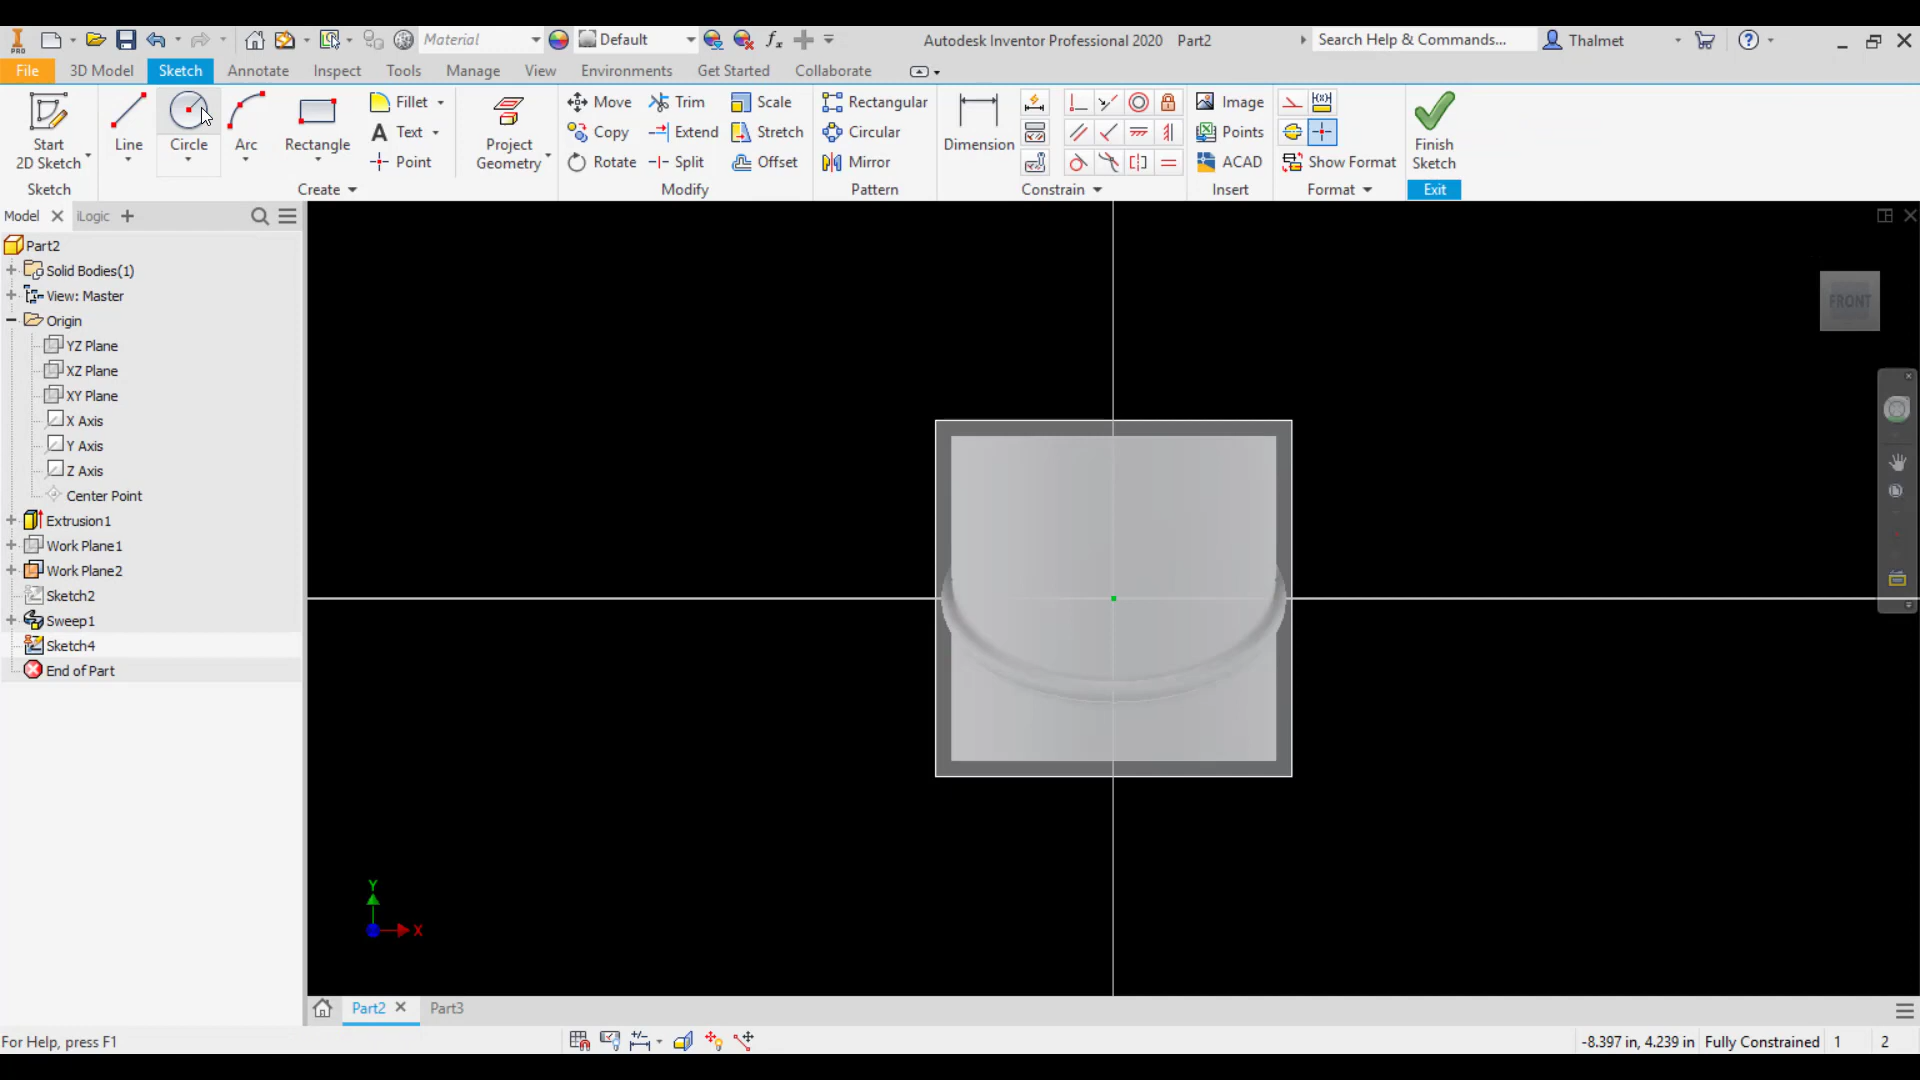 PRO
Material
Default
fx
Autodesk Inventor Professional 2020 Part2
Search Help & Commands...
Thalmet
File
3D Model
Sketch
Annotate
Inspect
Tools
Manage
View
Environments
Get Started
Collaborate
Start
2D Sketch
Line
Circle
Arc
Rectangle
Fillet
Text
Point
Project
Geometry
Move
Copy
Rotate
Trim
Extend
Split
Scale
Stretch
Offset
Rectangular
Circular
Mirror
Dimension
Image
Points
ACAD
Show Format
Finish
Sketch
Sketch
Create
Modify
Pattern
Constrain
Insert
Format
Exit
Model
iLogic
Part2
Solid Bodies(1)
View: Master
Origin
YZ Plane
XZ Plane
XY Plane
X Axis
Y Axis
Z Axis
Center Point
Extrusion1
Work Plane1
Work Plane2
Sketch2
Sweep1
Sketch4
End of Part
FRONT
Y
X
Part2
Part3
For Help, press F1
-8.397 in, 4.239 in
Fully Constrained
1
2